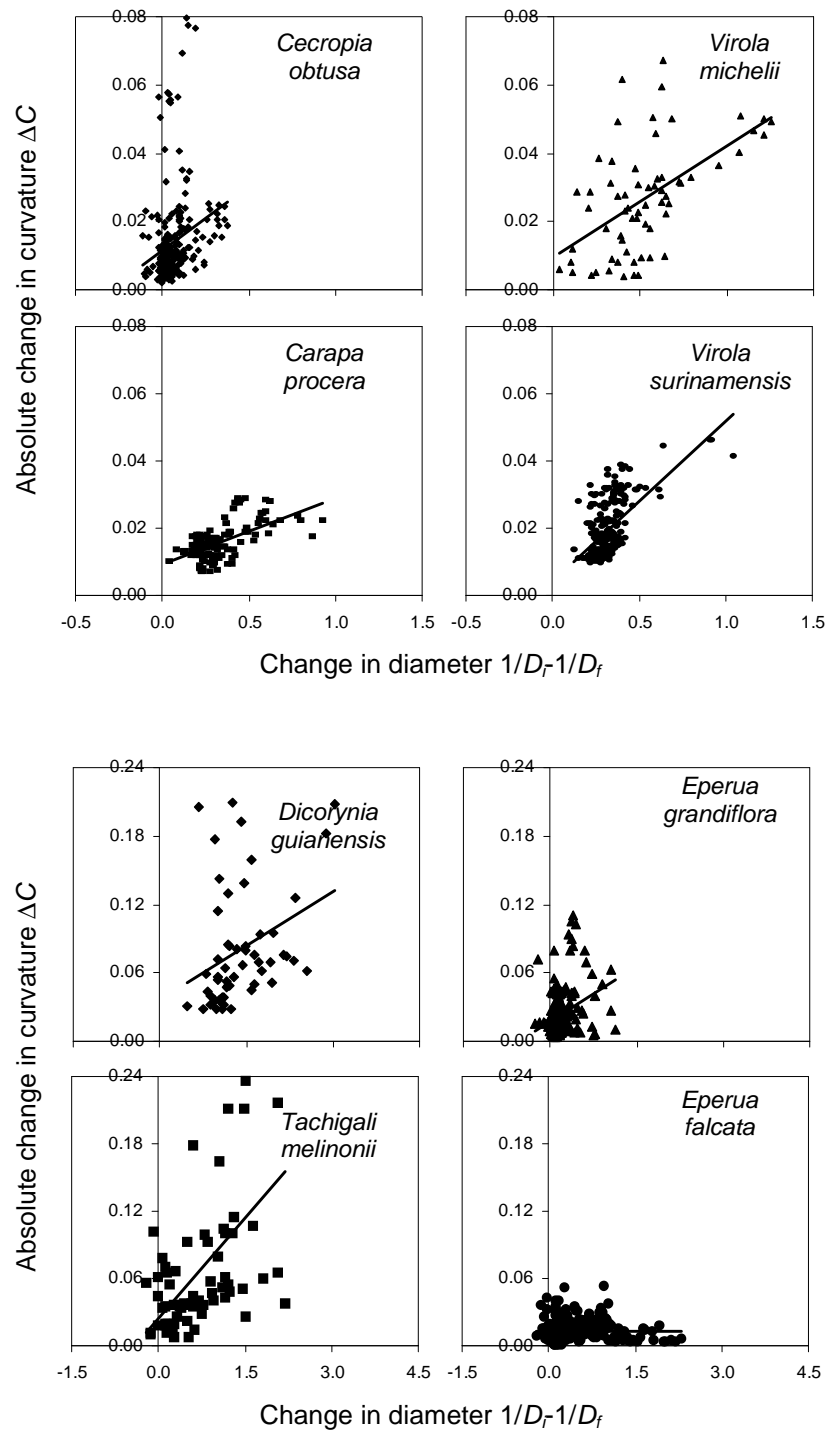 Absolute change in curvature ΔC
0.08
0.06
0.04
0.02
0.00
Cecropia
obtusa
0.08
0.06
0.04
0.02
0.00
Virola
michelii
0.08
0.06
0.04
0.02
0.00
Carapa
procera
-0.5 0.0 0.5 1.0 1.5
0.08
0.06
0.04
0.02
0.00
Virola
surinamensis
-0.5 0.0 0.5 1.0 1.5
Change in diameter 1/Di-1/Df
Absolute change in curvature ΔC
0.24
0.18
0.12
0.06
0.00
Dicorynia
guianensis
0.24
0.18
0.12
0.06
0.00
Eperua
grandiflora
0.24
0.18
0.12
0.06
0.00
Tachigali
melinonii
-1.5 0.0 1.5 3.0 4.5
0.24
0.18
0.12
0.06
0.00
Eperua
falcata
-1.5 0.0 1.5 3.0 4.5
Change in diameter 1/Di-1/Df